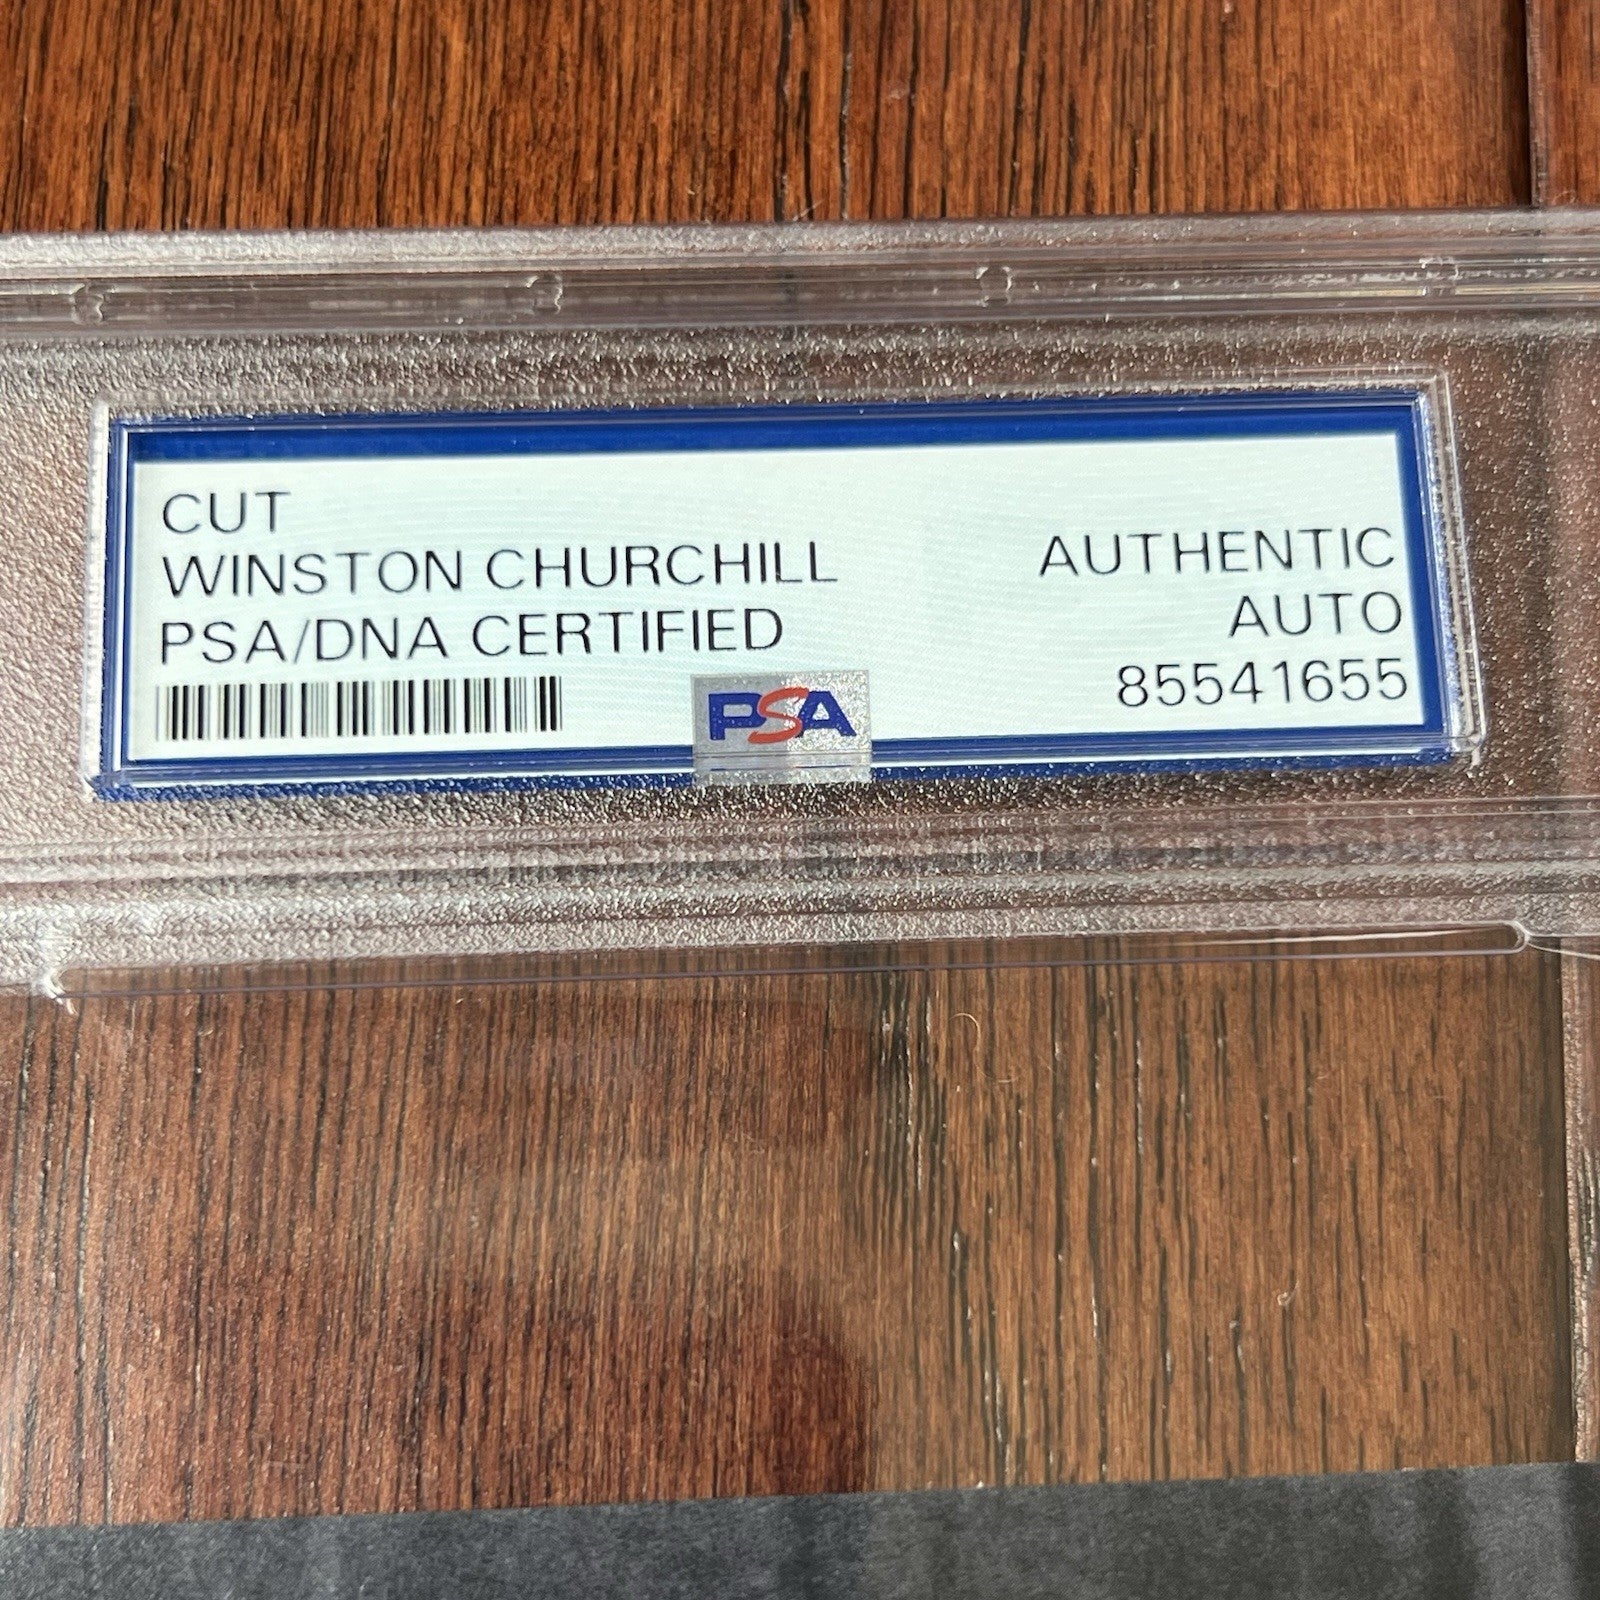 CUT
WINSTON CHURCHILL
PSA/DNA CERTIFIED
AUTHENTIC
AUTO
85541655
PSA